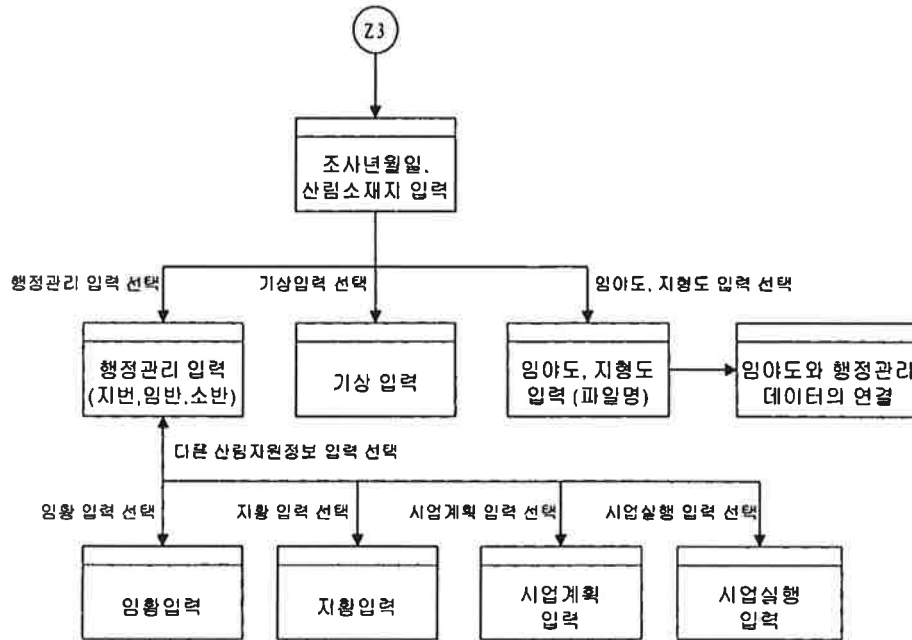 Z3
조사년월일,
산림소재지 입력
행정관리 입력 선택
기상입력 선택
임야도, 지형도 입력 선택
행정관리 입력
(지번,임반,소반)
기상 입력
임야도, 지형도
입력 (파일명)
임야도와 행정관리
데이터의 연결
다른 산림자원정보 입력 선택
임황 입력 선택
지황 입력 선택
사업계획 입력 선택
사업실행 입력 선택
임황입력
지황입력
사업계획
입력
사업실행
입력